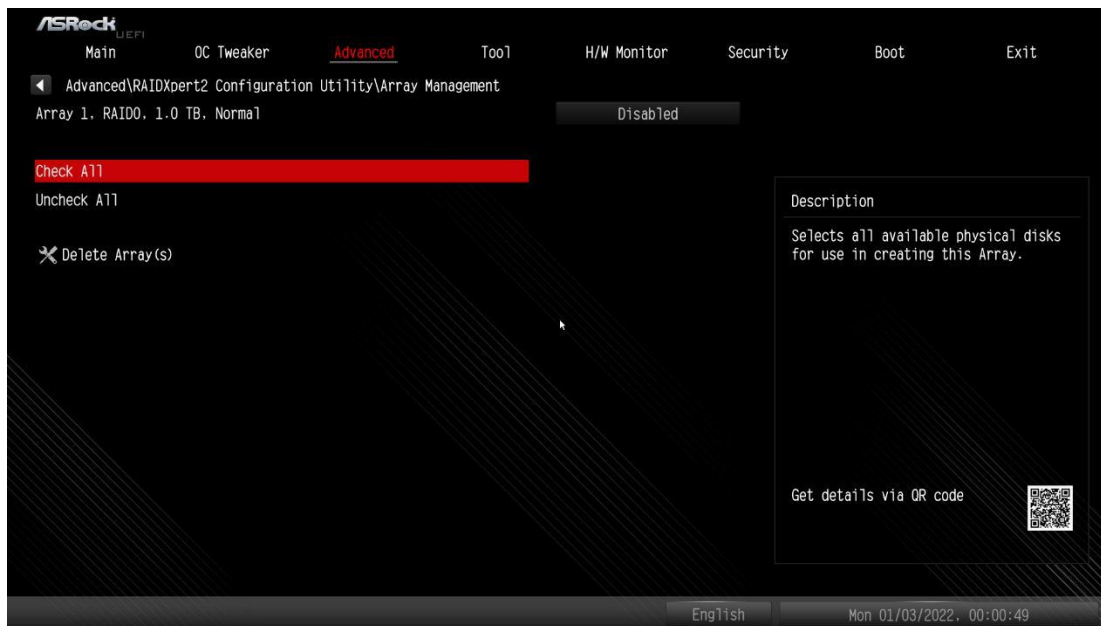 ASRock UEFI
Main OC Tweaker Advanced Tool H/W Monitor Security Boot Exit
Advanced\RAIDXpert2 Configuration Utility\Array Management
Array 1, RAID0, 1.0 TB, Normal Disabled
Check All
Uncheck All
Delete Array(s)
Description
Selects all available physical disks
for use in creating this Array.
Get details via QR code
English Mon 01/03/2022, 00:00:49